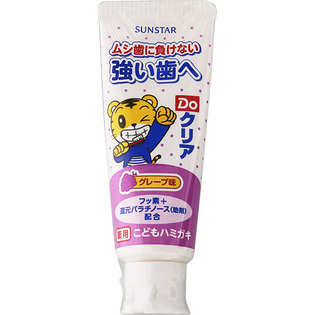 SUNSTAR
ムシ歯に負けない
強い歯へ
Do
クリア
グレープ味
フッ素+
還元パラチノース(助剤)
配合
薬用 こどもハミガキ